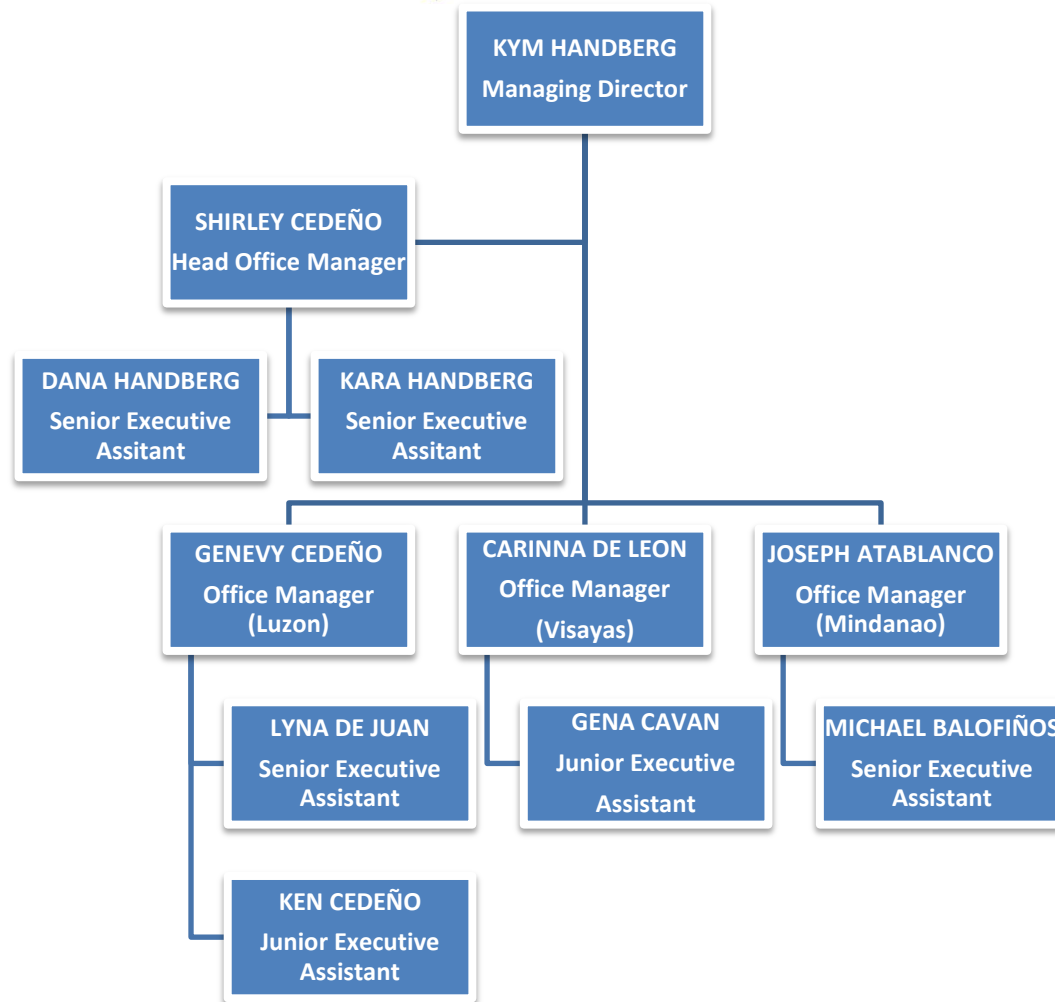 KYM HANDBERG
Managing Director
SHIRLEY CEDEÑO
Head Office Manager
DANA HANDBERG
Senior Executive
Assitant
KARA HANDBERG
Senior Executive
Assitant
GENEVY CEDEÑO
Office Manager
(Luzon)
CARINNA DE LEON
Office Manager
(Visayas)
JOSEPH ATABLANCO
Office Manager
(Mindanao)
LYNA DE JUAN
Senior Executive
Assistant
GENA CAVAN
Junior Executive
Assistant
MICHAEL BALOFIÑOS
Senior Executive
Assistant
KEN CEDEÑO
Junior Executive
Assistant